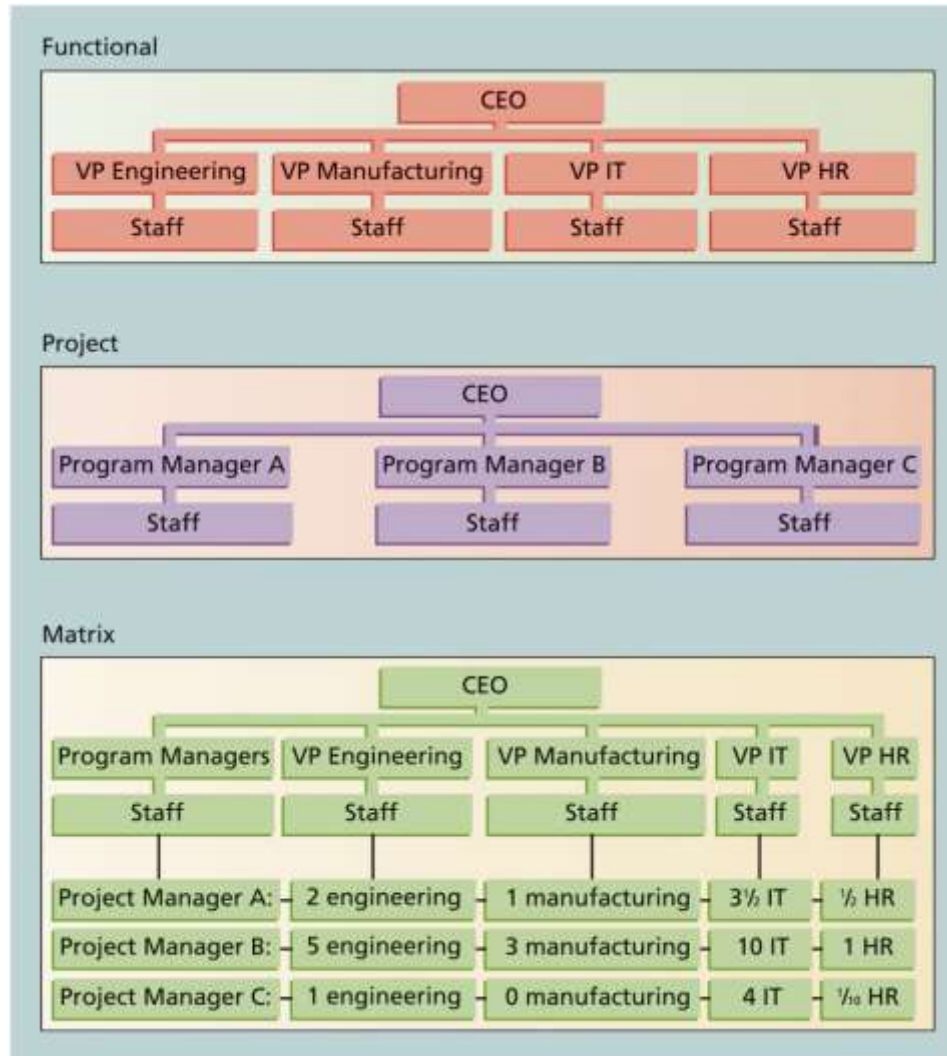 Functional
CEO
VP Engineering VP Manufacturing VP IT VP HR
Staff Staff Staff Staff
Project
CEO
Program Manager A Program Manager B Program Manager C
Staff Staff Staff
Matrix
CEO
Program Managers VP Engineering VP Manufacturing VP IT VP HR
Staff Staff Staff Staff Staff
Project Manager A: 2 engineering 1 manufacturing 3½ IT ½ HR
Project Manager B: 5 engineering 3 manufacturing 10 IT 1 HR
Project Manager C: 1 engineering 0 manufacturing 4 IT ⅒ HR